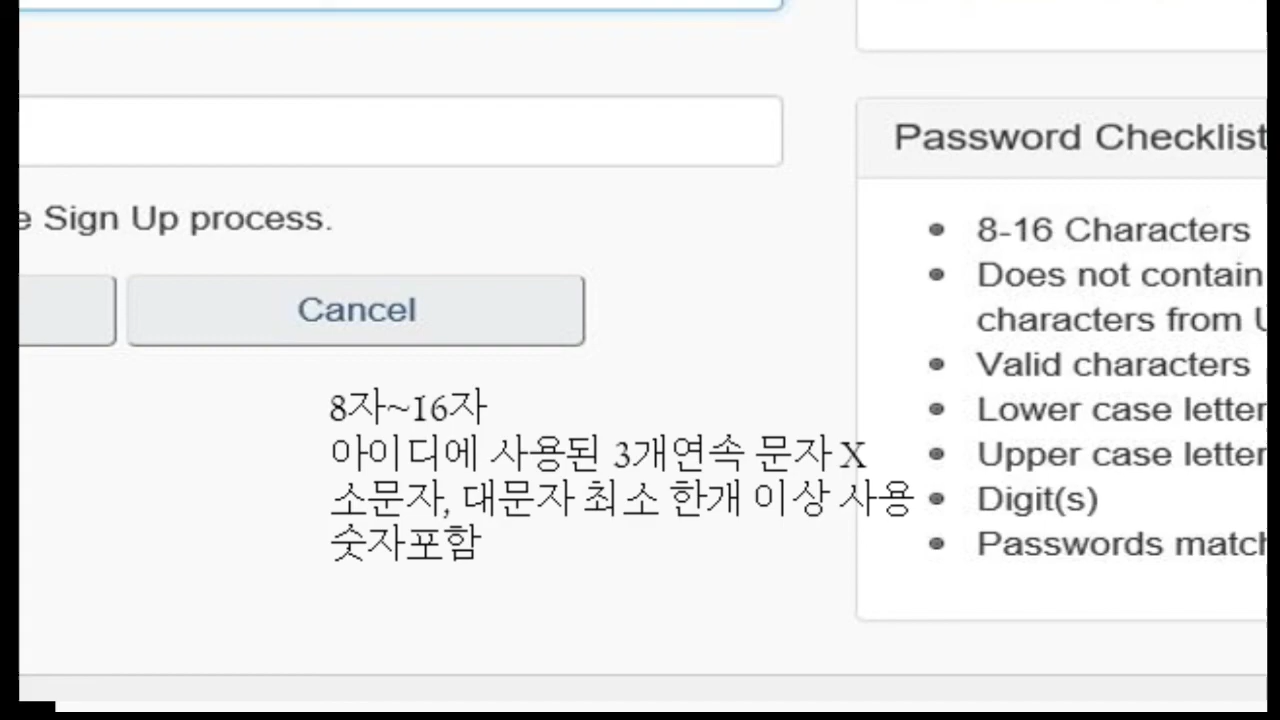 Password Checklist
e Sign Up process.
8-16 Characters
Does not contain
characters from U
Valid characters
Cancel
Lower case letter
Upper case letter
Digit(s)
Passwords match
8자~16자
아이디에 사용된 3개연속 문자 X
소문자, 대문자 최소 한개 이상 사용
숫자포함